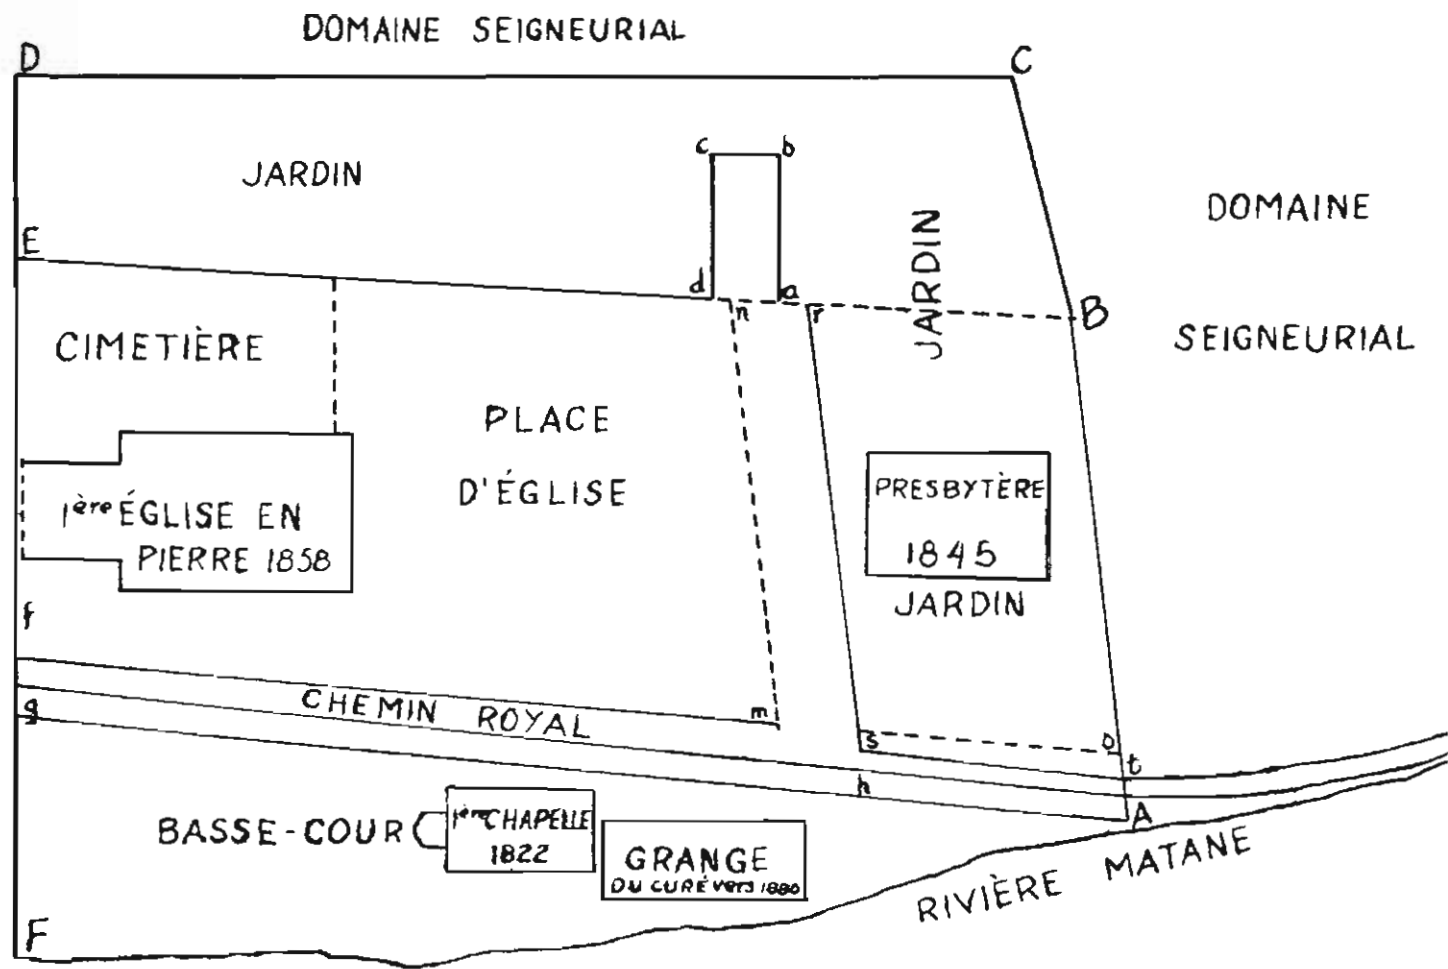 DOMAINE SEIGNEURIAL
D
C
c
b
JARDIN
JARDIN
DOMAINE
SEIGNEURIAL
E
d
a
n
r
B
CIMETIÈRE
PLACE
D'ÉGLISE
1ère ÉGLISE EN
PIERRE 1858
PRESBYTÈRE
1845
JARDIN
f
g
CHEMIN ROYAL
m
s
o
t
h
A
BASSE-COUR
1ère CHAPELLE
1822
GRANGE
DU CURÉ vers 1880
RIVIÈRE MATANE
F